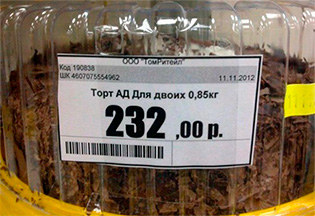 ООО "ТомРитейл"
Код 190838
ШК 4607075554962
11.11.2012
Торт АД Для двоих 0,85кг
232 ,00 р.